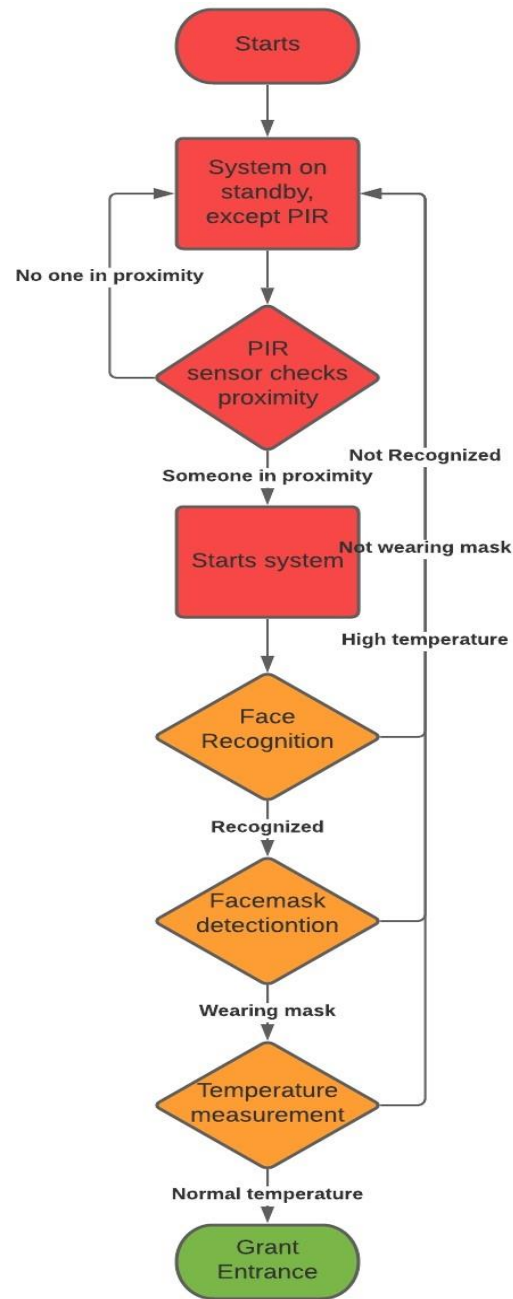 Starts
System on
standby,
except PIR
No one in proximity
PIR
sensor checks
proximity
Not Recognized
Someone in proximity
Not wearing mask
Starts system
High temperature
Face
Recognition
Recognized
Facemask
detectiontion
Wearing mask
Temperature
measurement
Normal temperature
Grant
Entrance